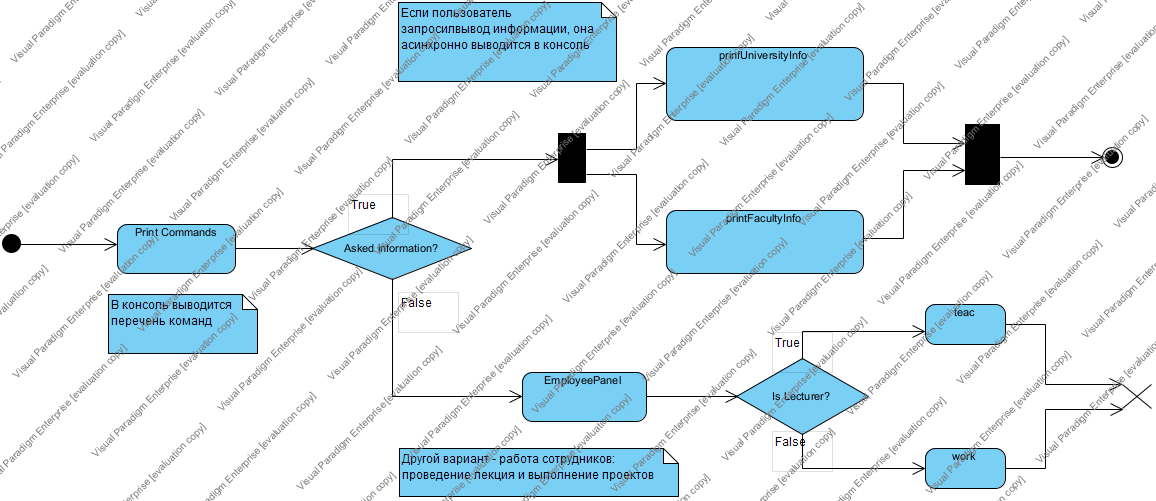 Если пользователь
запросилвывод информации, она
асинхронно выводится в консоль
prinfUniversityInfo
True
Print Commands
Asked information?
printFacultyInfo
В консоль выводится
перечень команд
False
teac
True
EmployeePanel
Is Lecturer?
False
work
Другой вариант - работа сотрудников:
проведение лекция и выполнение проектов
Visual Paradigm Enterprise [evaluation copy]